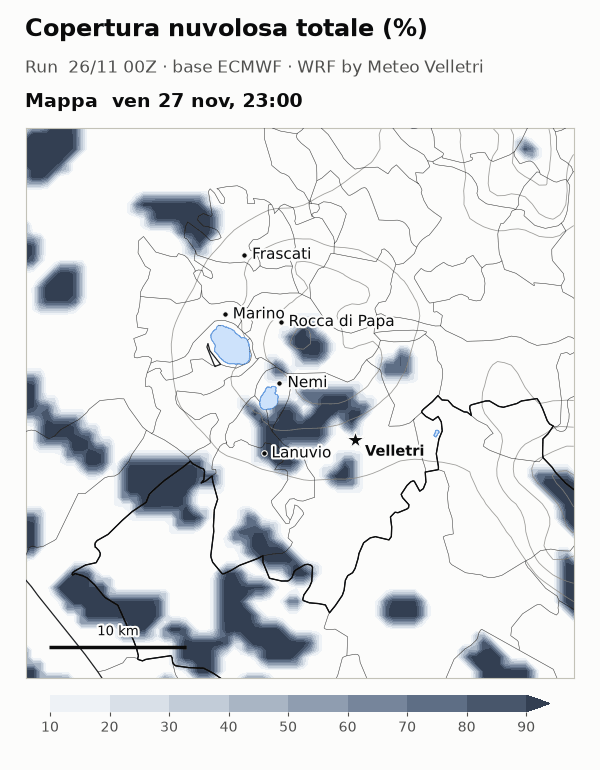 Copertura nuvolosa totale (%)
Run  26/11 00Z · base ECMWF · WRF by Meteo Velletri
Mappa  ven 27 nov, 23:00
Frascati
Marino
Rocca di Papa
Nemi
Velletri
Lanuvio
10 km
10 20 30 40 50 60 70 80 90